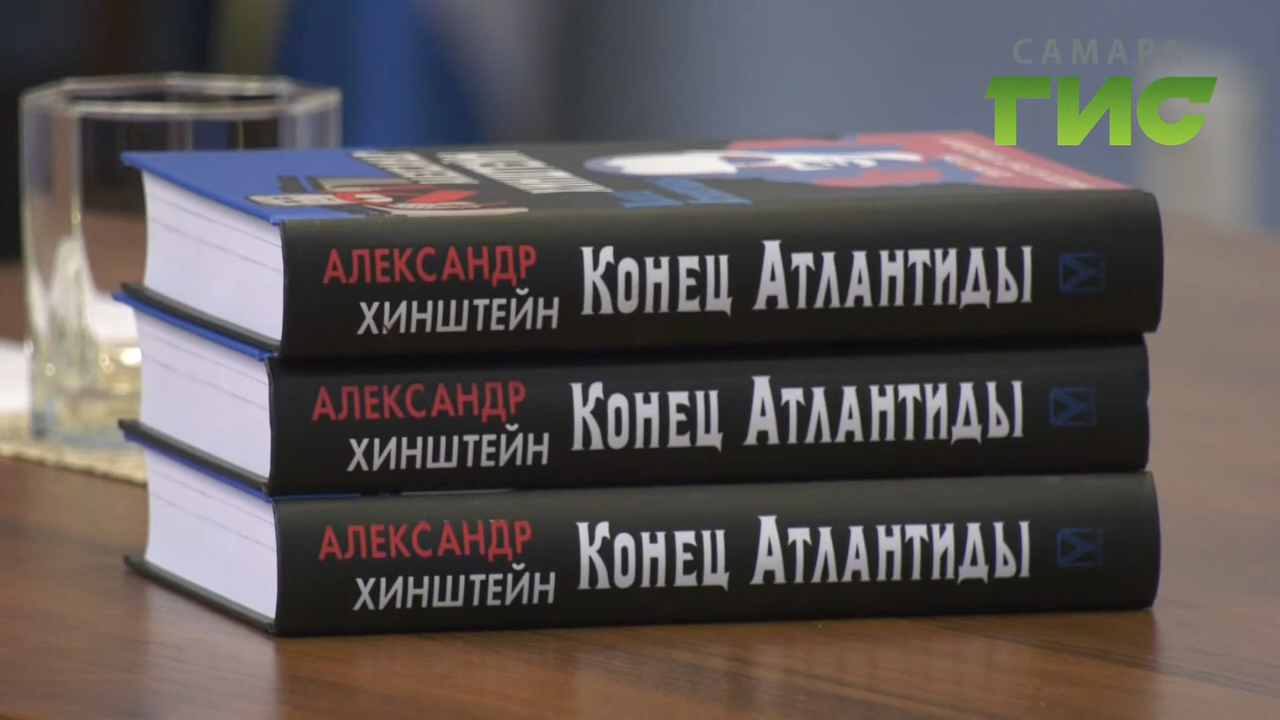 САМАРА
ГИС
АЛЕКСАНДР
ХИНШТЕЙН
КОНЕЦ АТЛАНТИДЫ
АЛЕКСАНДР
ХИНШТЕЙН
КОНЕЦ АТЛАНТИДЫ
АЛЕКСАНДР
ХИНШТЕЙН
КОНЕЦ АТЛАНТИДЫ